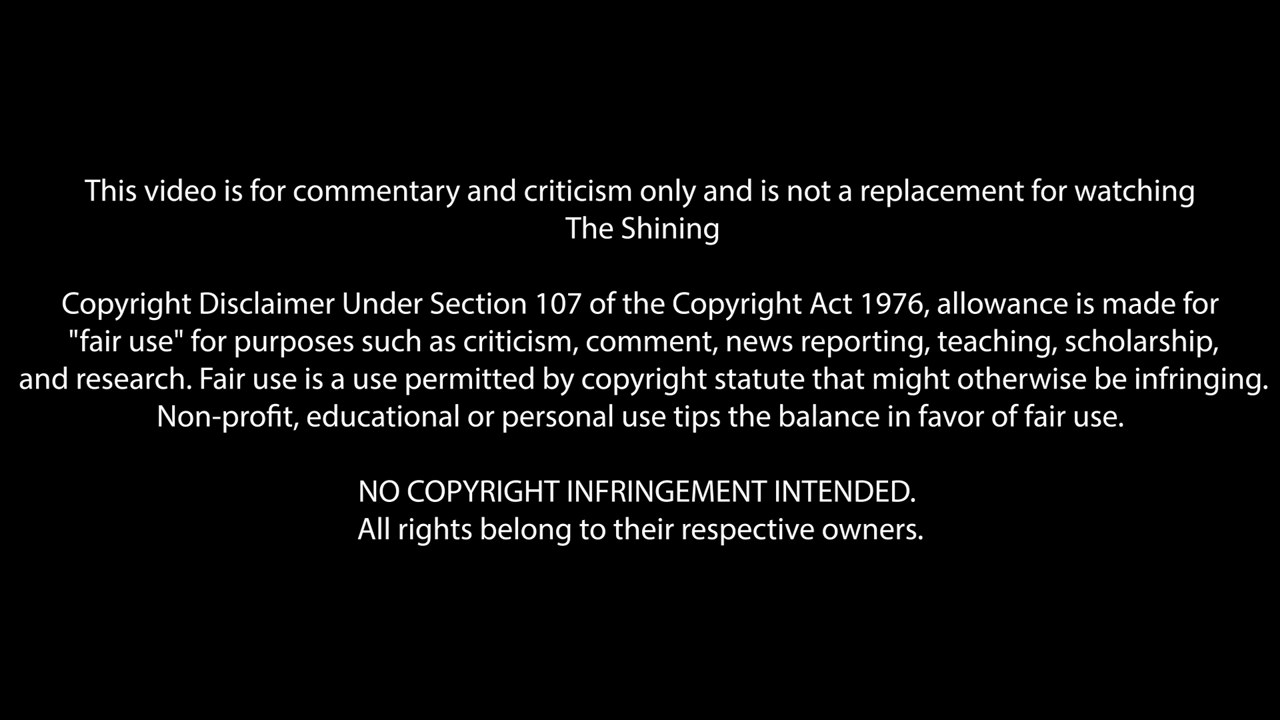 This video is for commentary and criticism only and is not a replacement for watching
The Shining
Copyright Disclaimer Under Section 107 of the Copyright Act 1976, allowance is made for
"fair use" for purposes such as criticism, comment, news reporting, teaching, scholarship,
and research. Fair use is a use permitted by copyright statute that might otherwise be infringing.
Non-profit, educational or personal use tips the balance in favor of fair use.
NO COPYRIGHT INFRINGEMENT INTENDED.
All rights belong to their respective owners.